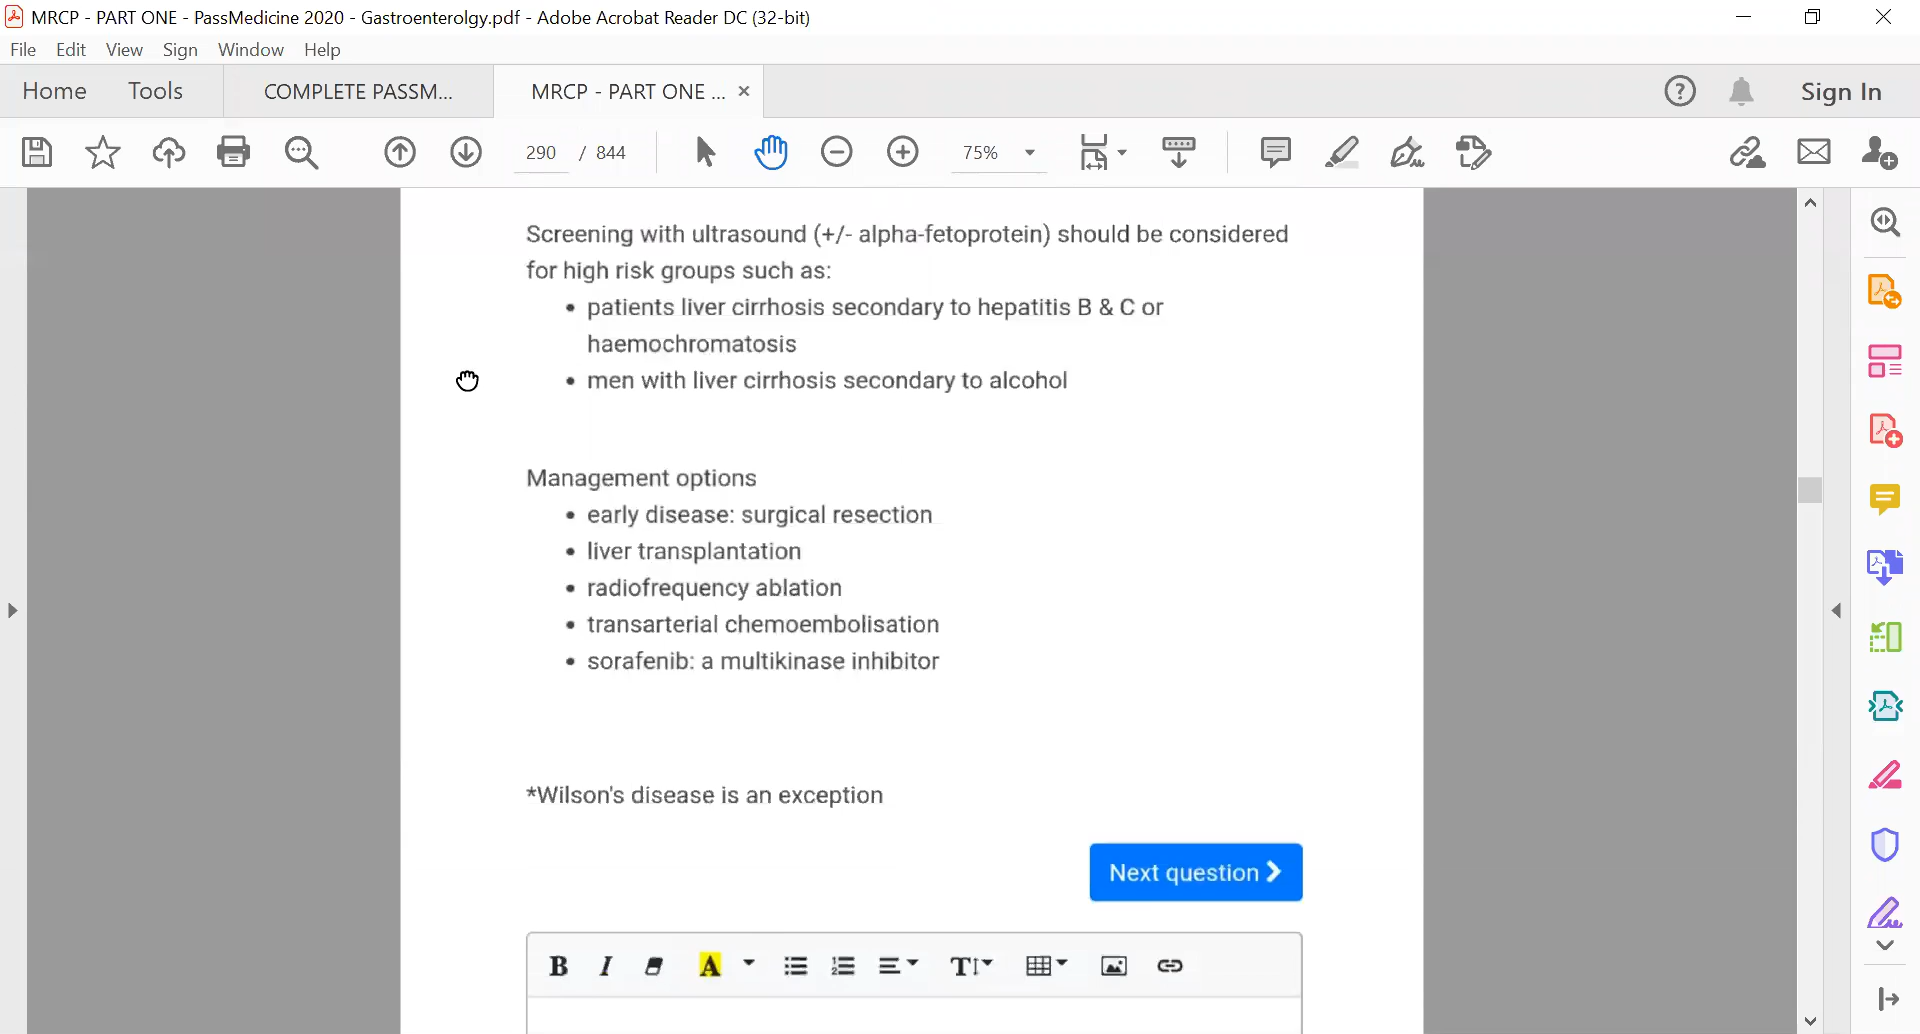 MRCP - PART ONE - PassMedicine 2020 - Gastroenterolgy.pdf - Adobe Acrobat Reader DC (32-bit)
File Edit View Sign Window Help
Home Tools COMPLETE PASSM... MRCP - PART ONE ... × Sign In
290 / 844 75%
Screening with ultrasound (+/- alpha-fetoprotein) should be considered
for high risk groups such as:
• patients liver cirrhosis secondary to hepatitis B & C or
haemochromatosis
• men with liver cirrhosis secondary to alcohol
Management options
• early disease: surgical resection
• liver transplantation
• radiofrequency ablation
• transarterial chemoembolisation
• sorafenib: a multikinase inhibitor
*Wilson's disease is an exception
Next question
B I A T